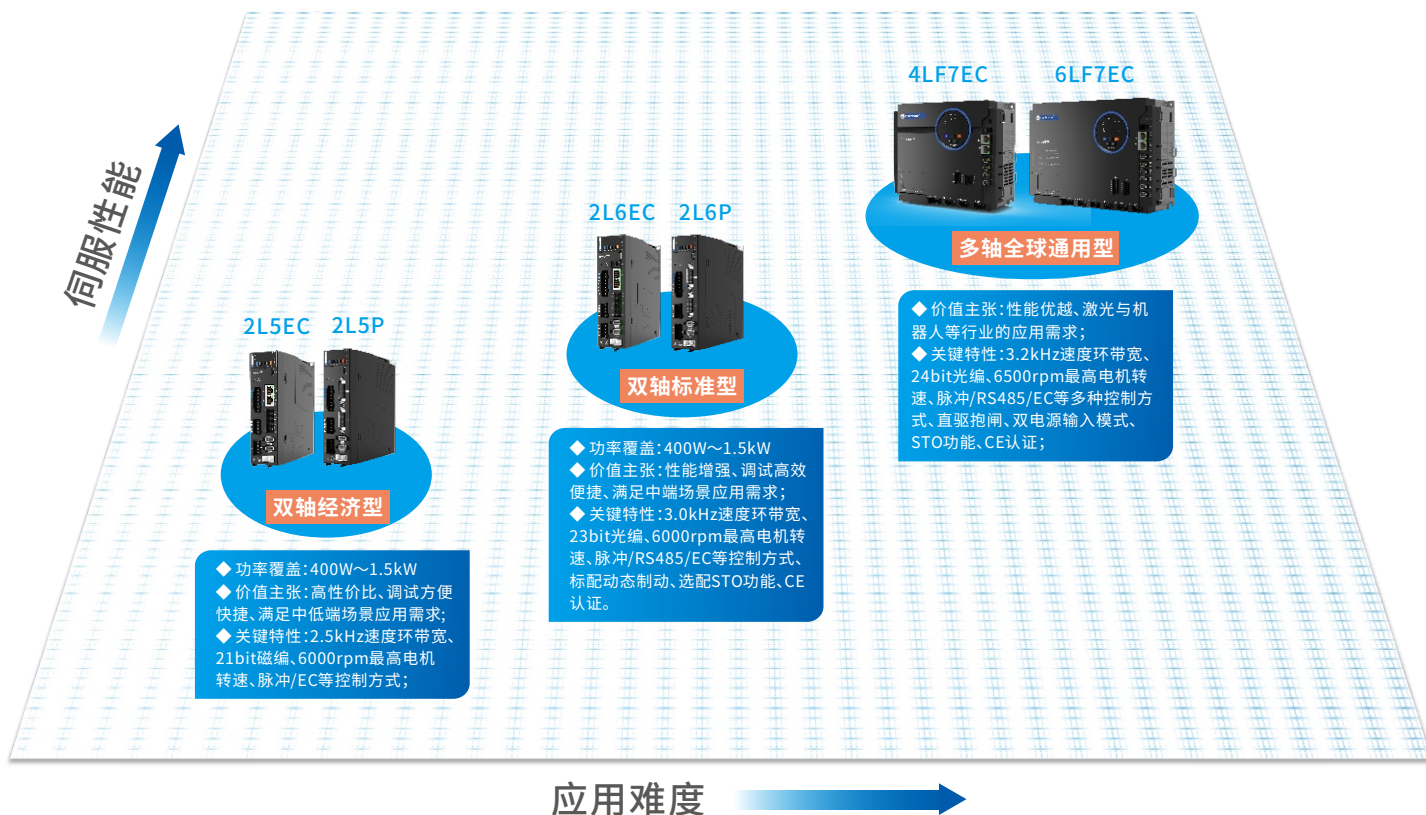 4LF7EC 6LF7EC
多轴全球通用型
◆ 价值主张:性能优越、激光与机
器人等行业的应用需求;
◆ 关键特性:3.2kHz速度环带宽、
24bit光编、6500rpm最高电机转
速、脉冲/RS485/EC等多种控制方
式、直驱抱闸、双电源输入模式、
STO功能、CE认证;
伺服性能
2L6EC 2L6P
双轴标准型
◆ 功率覆盖:400W～1.5kW
◆ 价值主张:性能增强、调试高效
便捷、满足中端场景应用需求;
◆ 关键特性:3.0kHz速度环带宽、
23bit光编、6000rpm最高电机转
速、脉冲/RS485/EC等控制方式、
标配动态制动、选配STO功能、CE
认证。
2L5EC 2L5P
双轴经济型
◆ 功率覆盖:400W～1.5kW
◆ 价值主张:高性价比、调试方便
快捷、满足中低端场景应用需求;
◆ 关键特性:2.5kHz速度环带宽、
21bit磁编、6000rpm最高电机
转速、脉冲/EC等控制方式;
应用难度